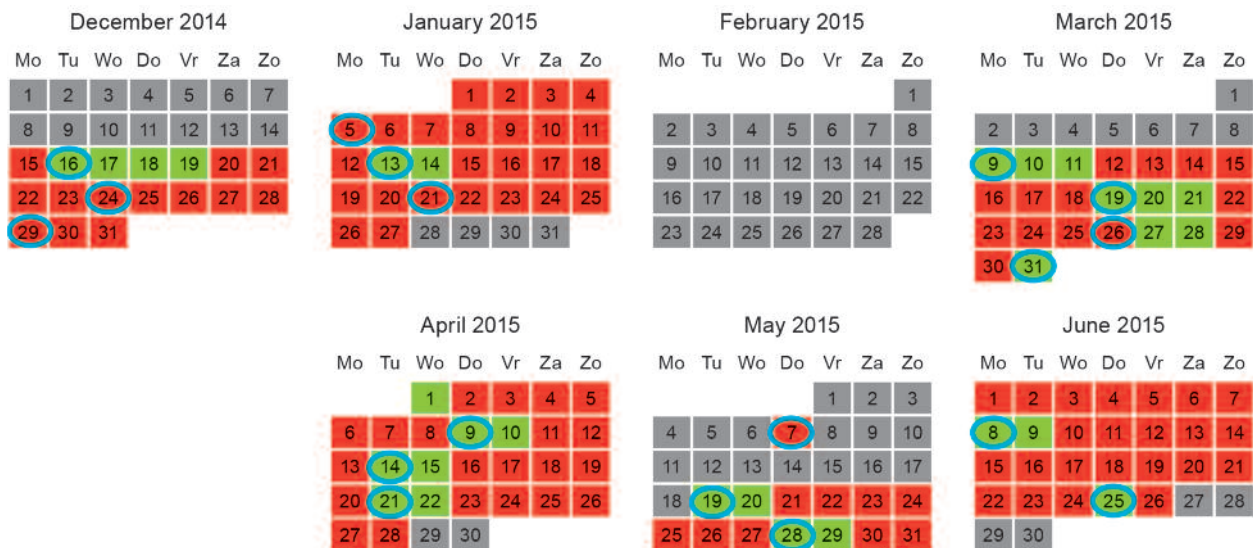 December 2014 January 2015 February 2015 March 2015
Mo Tu Wo Do Vr Za Zo Mo Tu Wo Do Vr Za Zo Mo Tu Wo Do Vr Za Zo Mo Tu Wo Do Vr Za Zo
1 2 3 4 5 6 7 1 2 3 4 1 1
8 9 10 11 12 13 14 5 6 7 8 9 10 11 2 3 4 5 6 7 8 2 3 4 5 6 7 8
15 16 17 18 19 20 21 12 13 14 15 16 17 18 9 10 11 12 13 14 15 9 10 11 12 13 14 15
22 23 24 25 26 27 28 19 20 21 22 23 24 25 16 17 18 19 20 21 22 16 17 18 19 20 21 22
29 30 31 26 27 28 29 30 31 23 24 25 26 27 28 23 24 25 26 27 28 29
30 31
April 2015 May 2015 June 2015
Mo Tu Wo Do Vr Za Zo Mo Tu Wo Do Vr Za Zo Mo Tu Wo Do Vr Za Zo
1 2 3 4 5 1 2 3 1 2 3 4 5 6 7
6 7 8 9 10 11 12 4 5 6 7 8 9 10 8 9 10 11 12 13 14
13 14 15 16 17 18 19 11 12 13 14 15 16 17 15 16 17 18 19 20 21
20 21 22 23 24 25 26 18 19 20 21 22 23 24 22 23 24 25 26 27 28
27 28 29 30 25 26 27 28 29 30 31 29 30